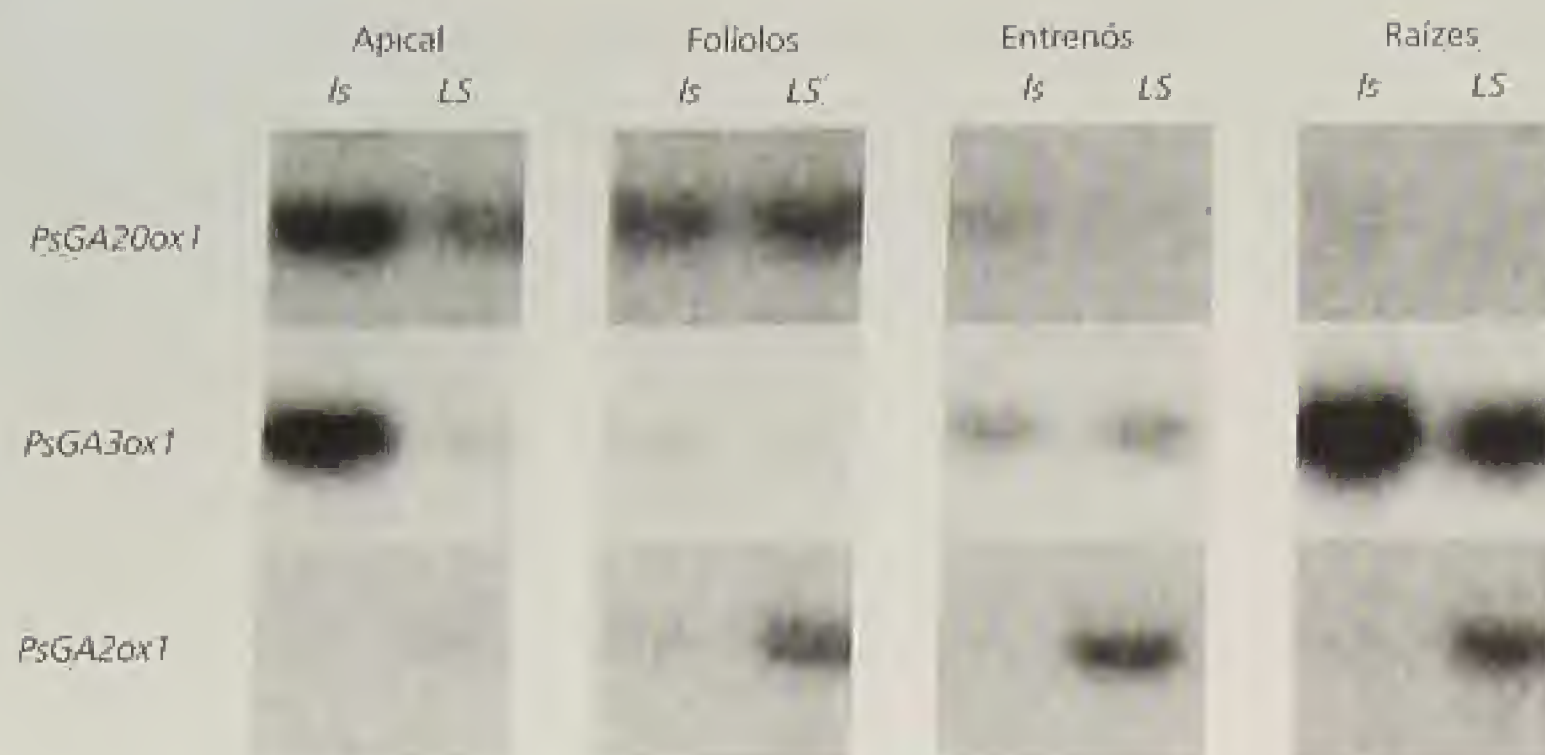 Apical Folíolos Entrenós Raízes
ls LS ls LS ls LS ls LS
PsGA20ox1
PsGA3ox1
PsGA2ox1